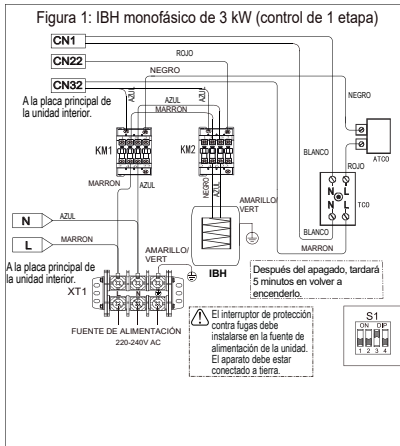 Figura 1: IBH monofásico de 3 kW (control de 1 etapa)
CN1
CN22
CN32
ROJO
NEGRO
A la placa principal de
la unidad interior.
AZUL
AZUL
MARRON
AZUL
NEGRO
KM1
KM2
BLANCO
ROJO
ATCO
MARRON
AZUL
NEGRO
AZUL
AMARILLO/
VERT
N
N
L
L
TCO
N
AZUL
L
MARRON
IBH
BLANCO
MARRON
A la placa principal de
la unidad interior.
AMARILLO/
VERT
XT1
L
N
FUENTE DE ALIMENTACIÓN
220-240V AC
Después del apagado, tardará
5 minutos en volver a
encenderlo.
El interruptor de protección
contra fugas debe
instalarse en la fuente de
alimentación de la unidad.
El aparato debe estar
conectado a tierra.
S1
ON DIP
1 2 3 4